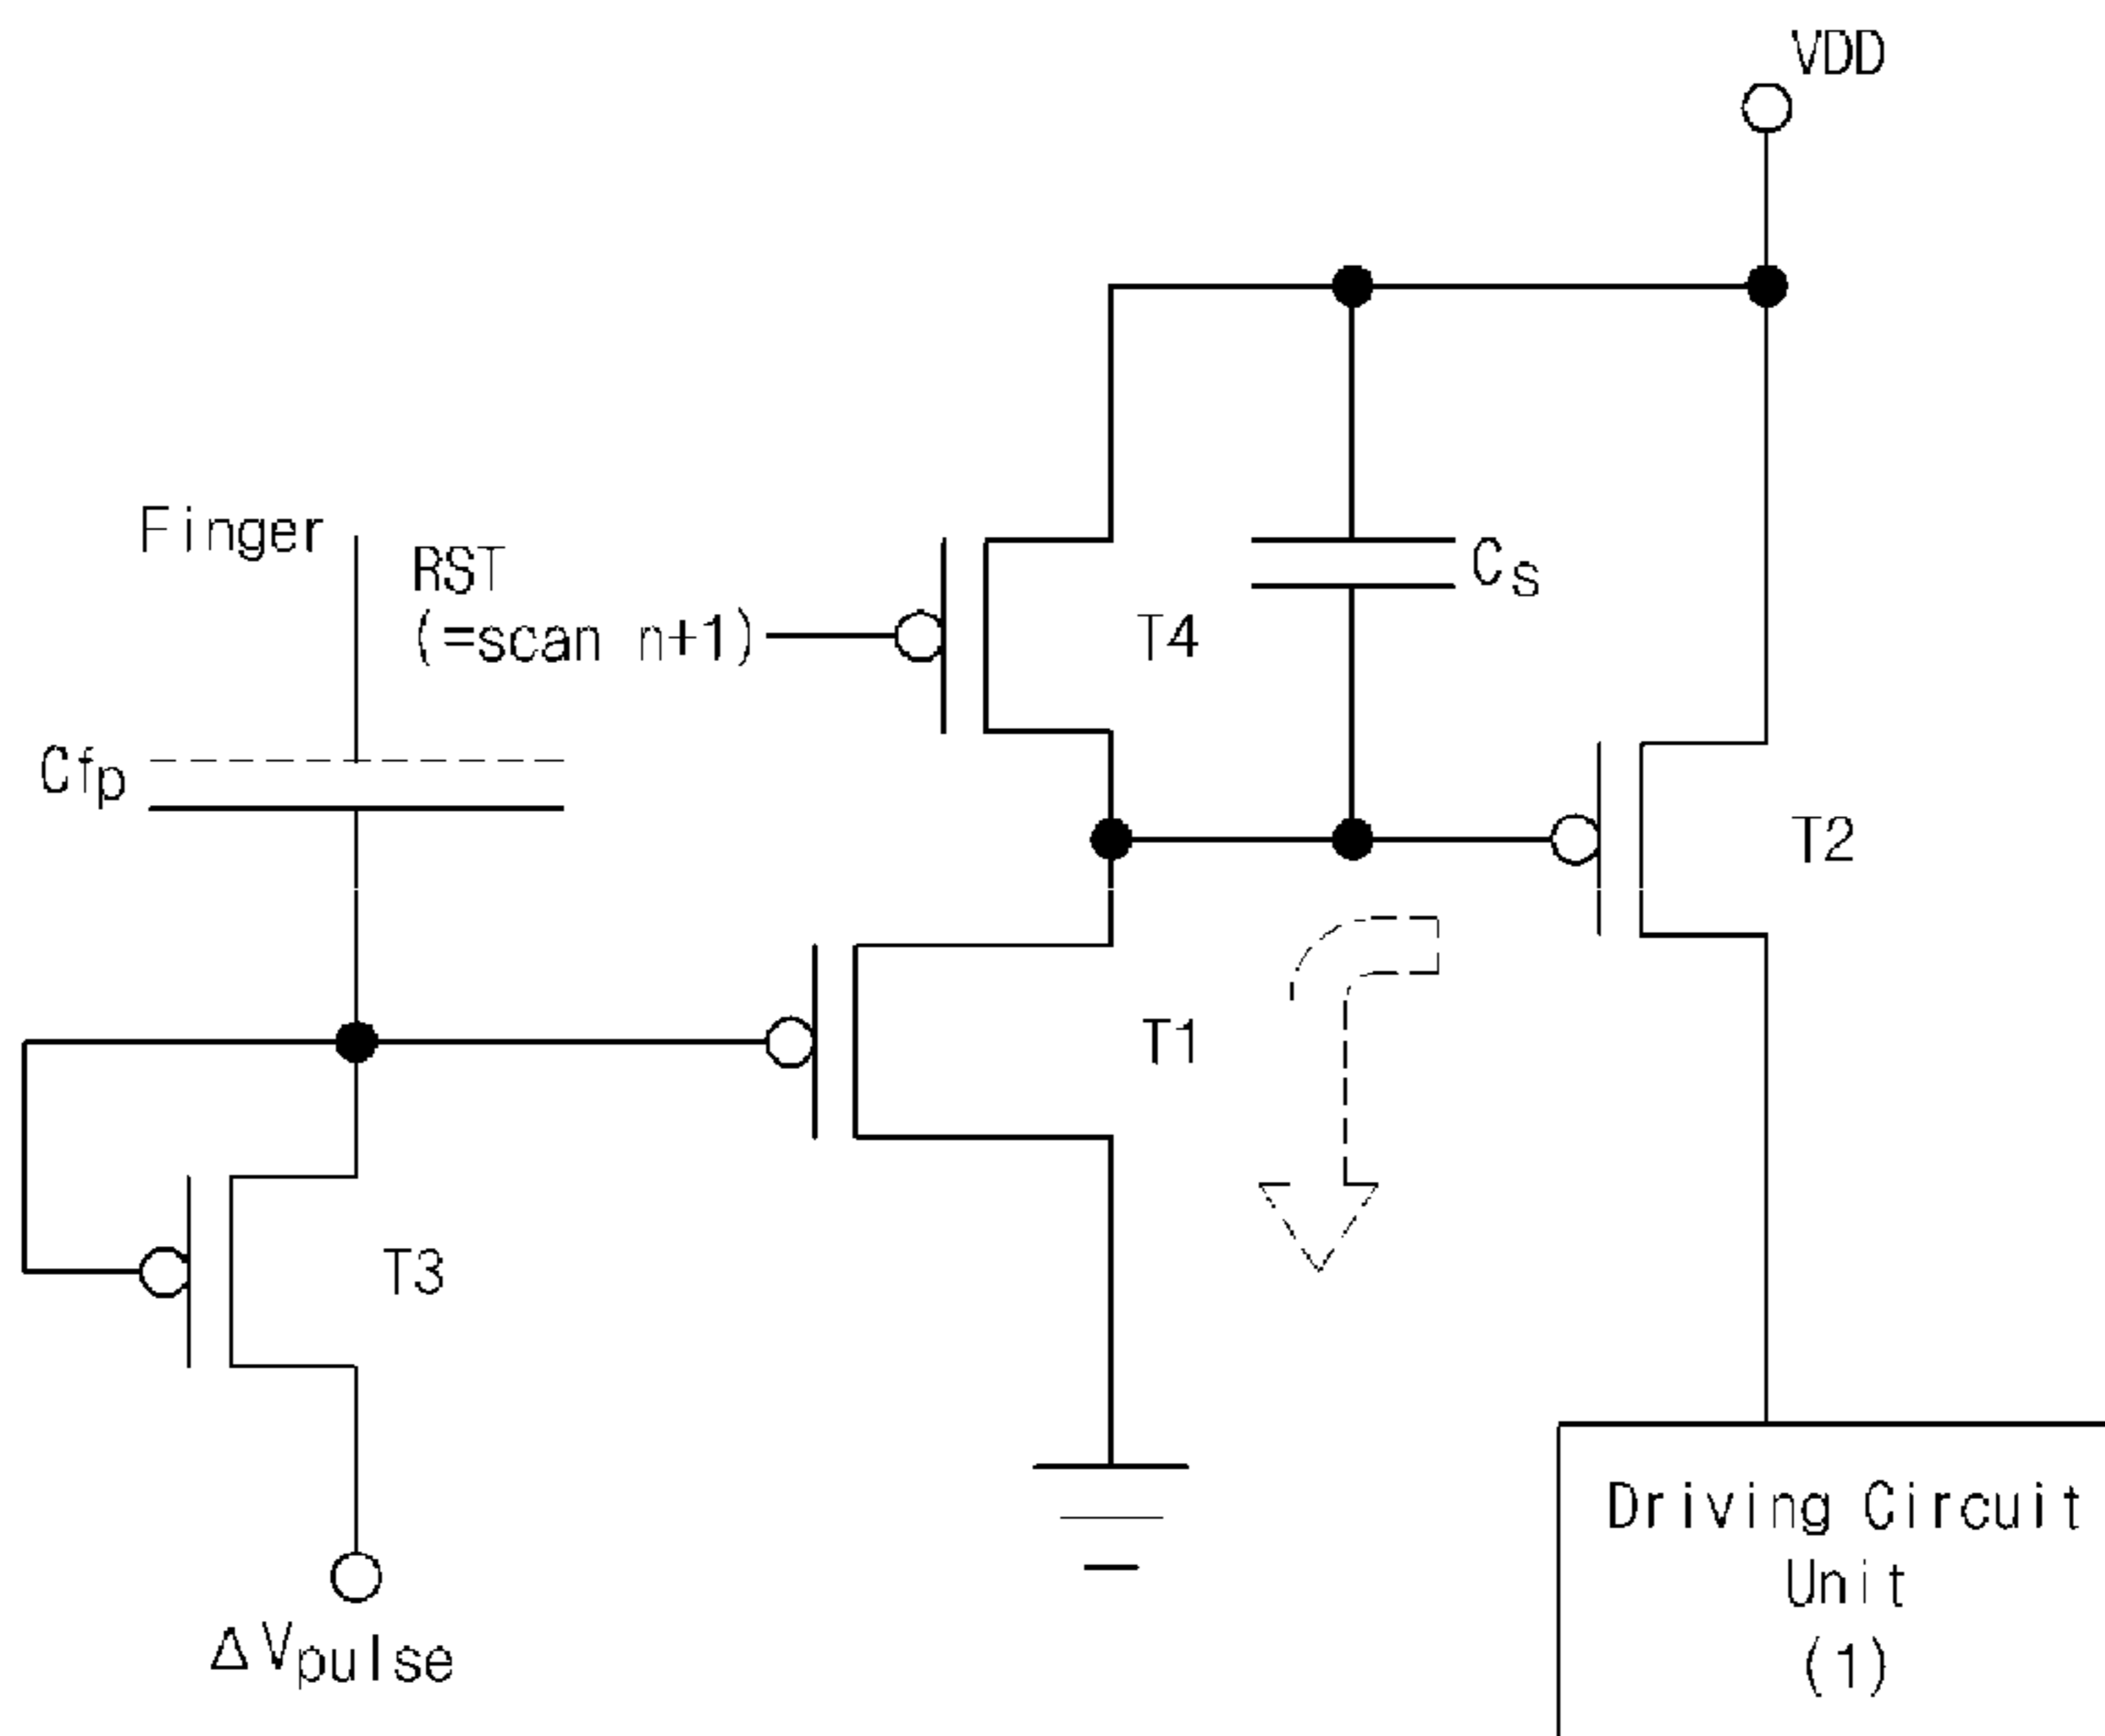 VDD
Finger
RST
(=scan n+1)
Cs
T4
Cfp
T2
T1
T3
ΔVpulse
Driving Circuit
Unit
(1)